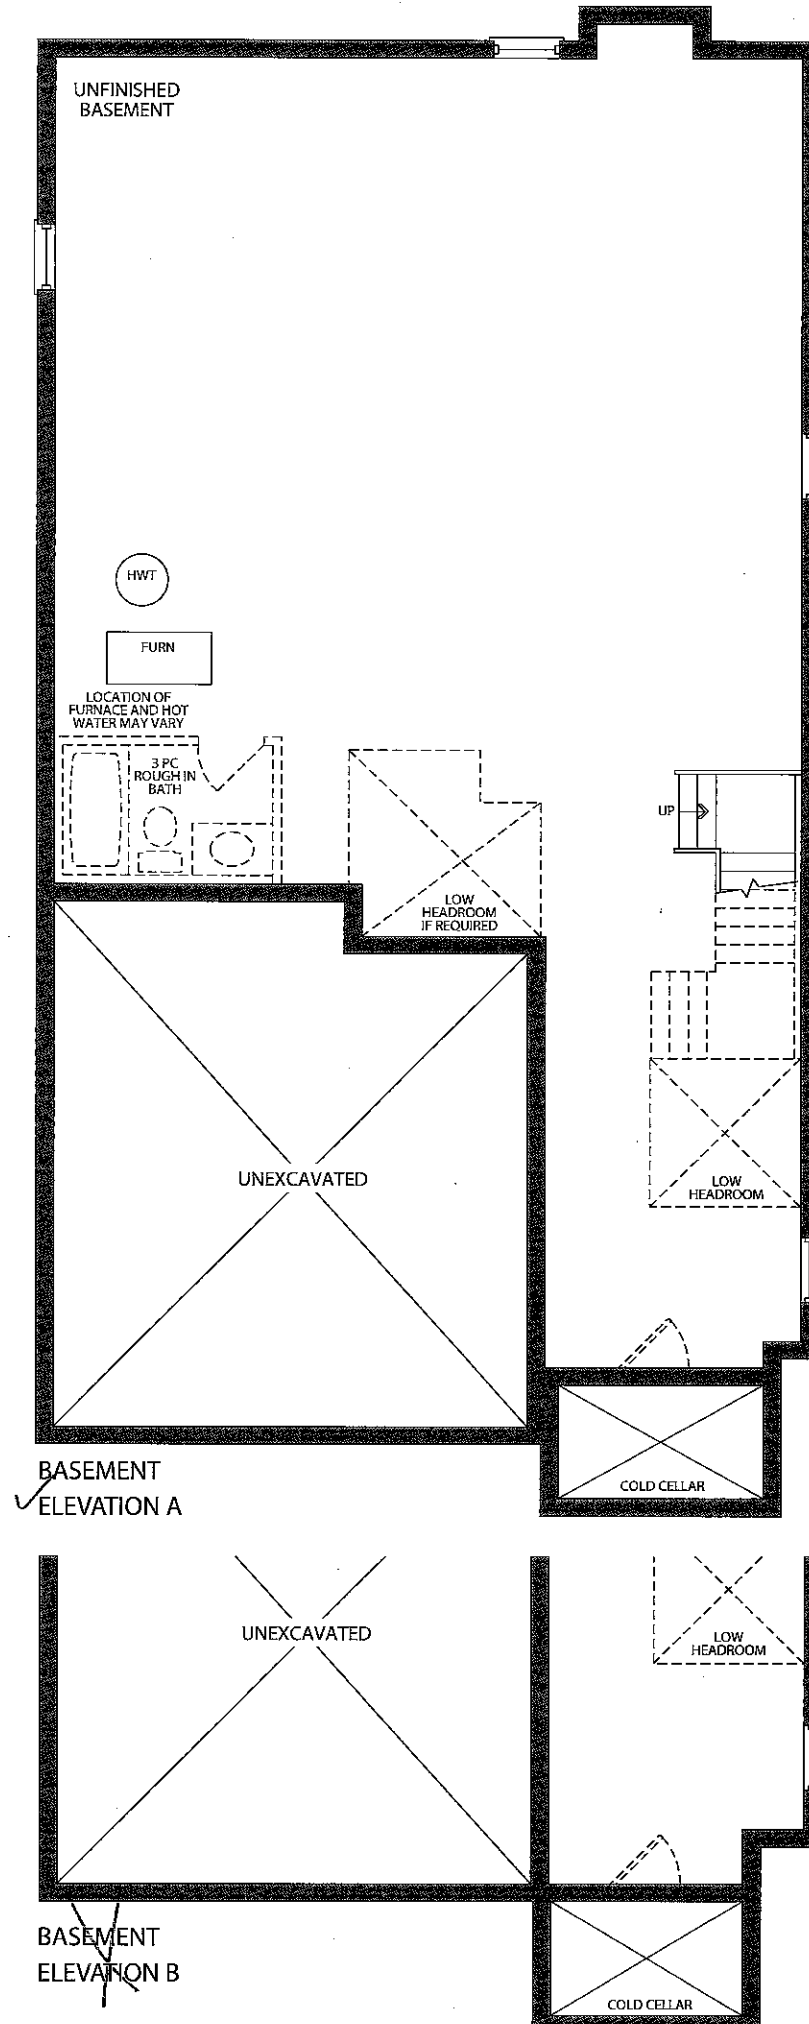 UNFINISHED
BASEMENT
HWT
FURN
LOCATION OF
FURNACE AND HOT
WATER MAY VARY
3 PC
ROUGH IN
BATH
UP
LOW
HEADROOM
IF REQUIRED
UNEXCAVATED
LOW
HEADROOM
COLD CELLAR
BASEMENT
ELEVATION A
UNEXCAVATED
LOW
HEADROOM
BASEMENT
ELEVATION B
COLD CELLAR